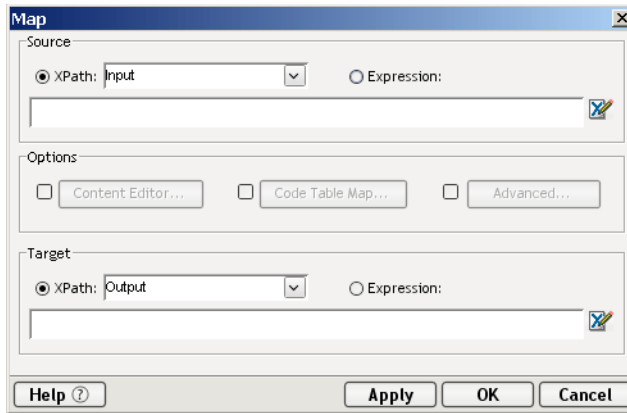 Map
Source
XPath: Input Expression:
Options
Content Editor... Code Table Map... Advanced...
Target
XPath: Output Expression:
Help ? Apply OK Cancel